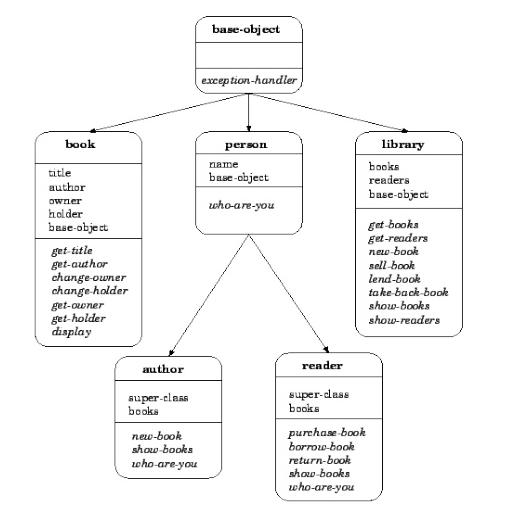 base-object
exception-handler
book
title
author
owner
holder
base-object
get-title
get-author
change-owner
change-holder
get-owner
get-holder
display
person
name
base-object
who-are-you
library
books
readers
base-object
get-books
get-readers
new-book
sell-book
lend-book
take-back-book
show-books
show-readers
author
super-class
books
new-book
show-books
who-are-you
reader
super-class
books
purchase-book
borrow-book
return-book
show-books
who-are-you